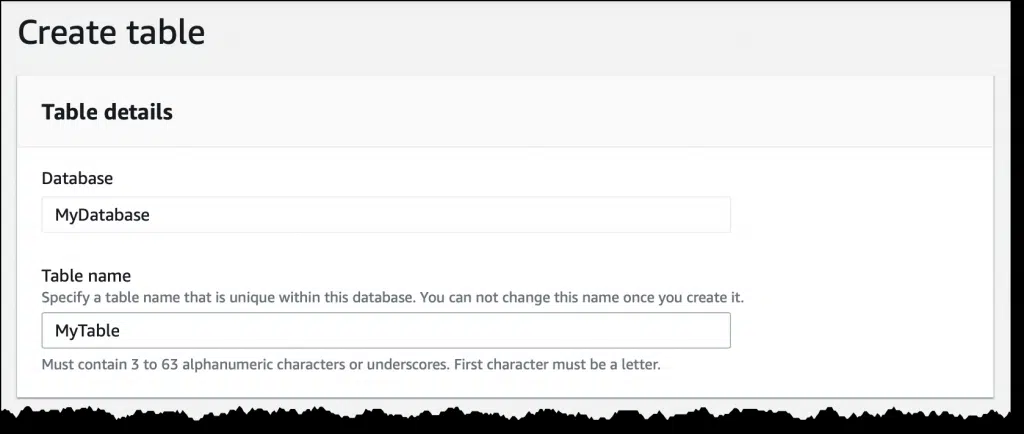 Create table
Table details
Database
MyDatabase
Table name
Specify a table name that is unique within this database. You can not change this name once you create it.
MyTable
Must contain 3 to 63 alphanumeric characters or underscores. First character must be a letter.